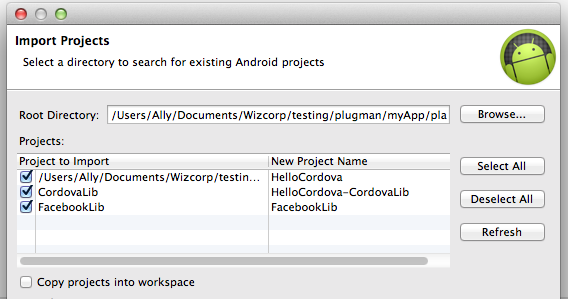 Import Projects
Select a directory to search for existing Android projects
Root Directory: /Users/Ally/Documents/Wizcorp/testing/plugman/myApp/pla Browse...
Projects:
Project to Import New Project Name
/Users/Ally/Documents/Wizcorp/testin... HelloCordova
CordovaLib HelloCordova-CordovaLib
FacebookLib FacebookLib
Select All
Deselect All
Refresh
Copy projects into workspace